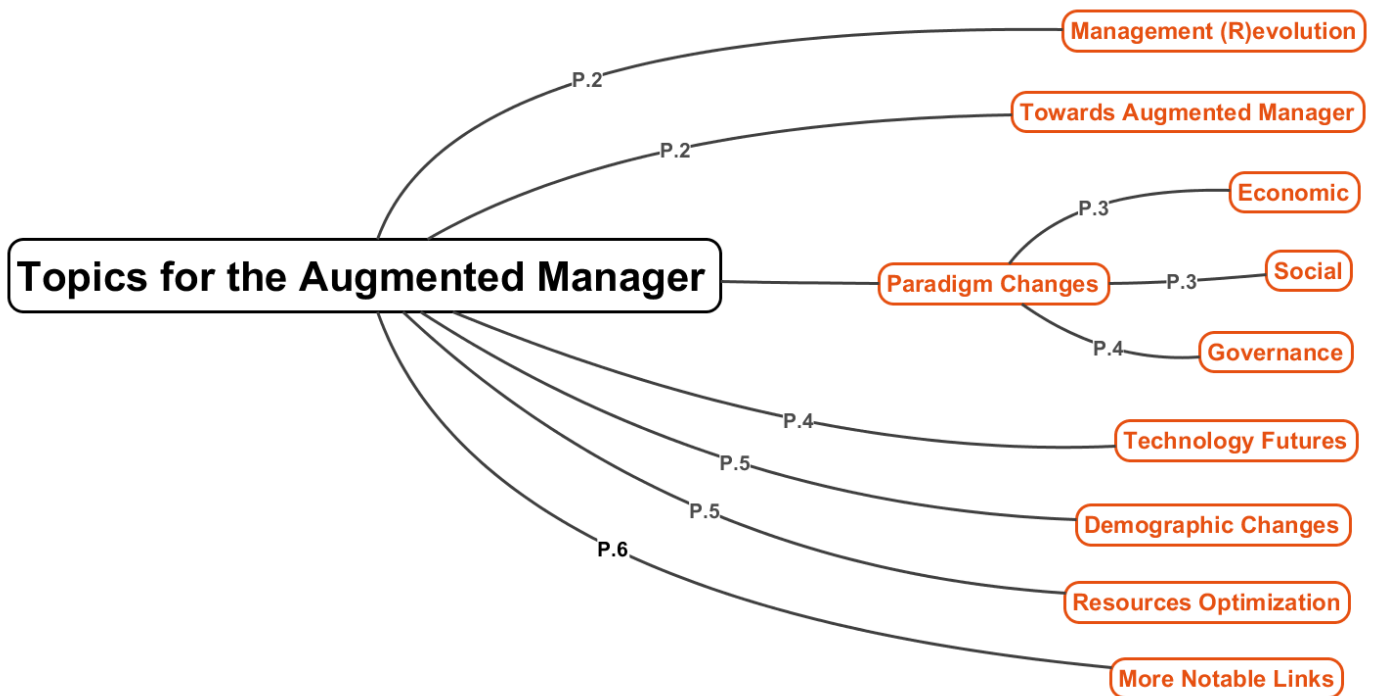 Management (R)evolution
P.2
Towards Augmented Manager
P.2
Economic
P.3
Topics for the Augmented Manager
Paradigm Changes
Social
P.3
Governance
P.4
Technology Futures
P.4
Demographic Changes
P.5
Resources Optimization
P.5
More Notable Links
P.6